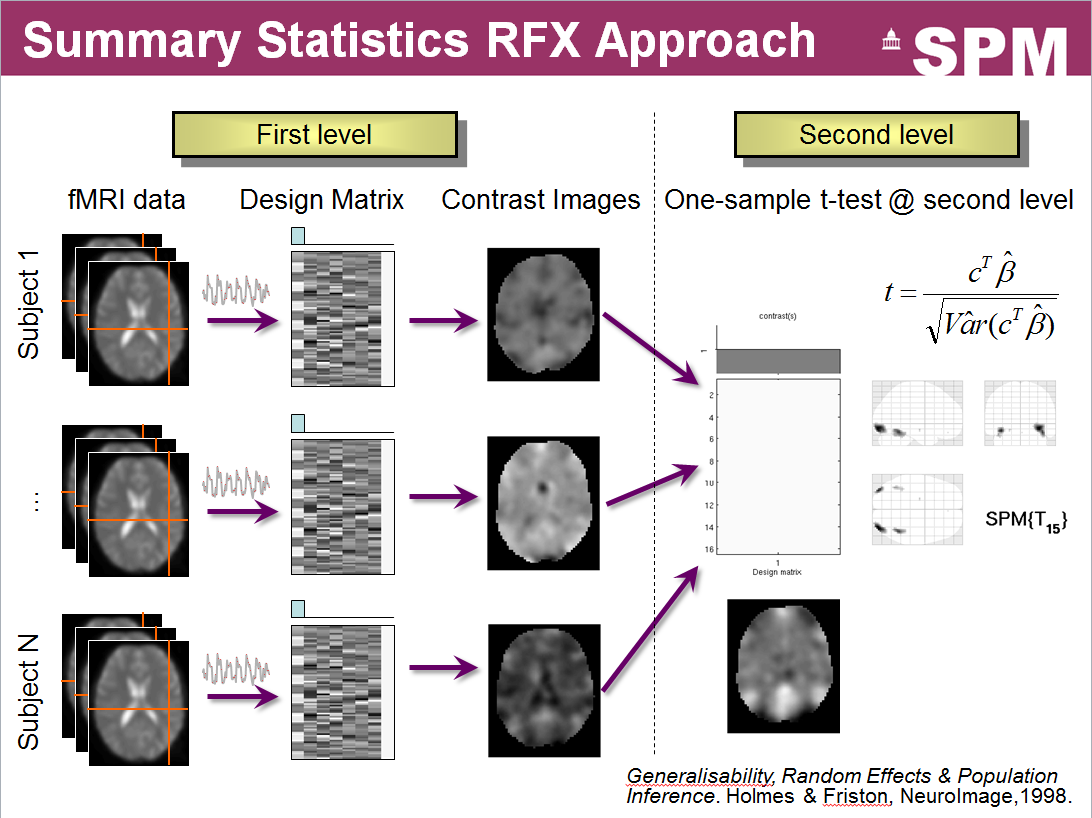 Summary Statistics RFX Approach
SPM
First level
Second level
fMRI data
Design Matrix
Contrast Images
One-sample t-test @ second level
Subject 1
...
Subject N
t = c^T β̂ / √(Vâr(c^T β̂))
contrast(s)
1
2
4
6
8
10
12
14
16
1
Design matrix
SPM{T15}
Generalisability, Random Effects & Population
Inference. Holmes & Friston, NeuroImage,1998.